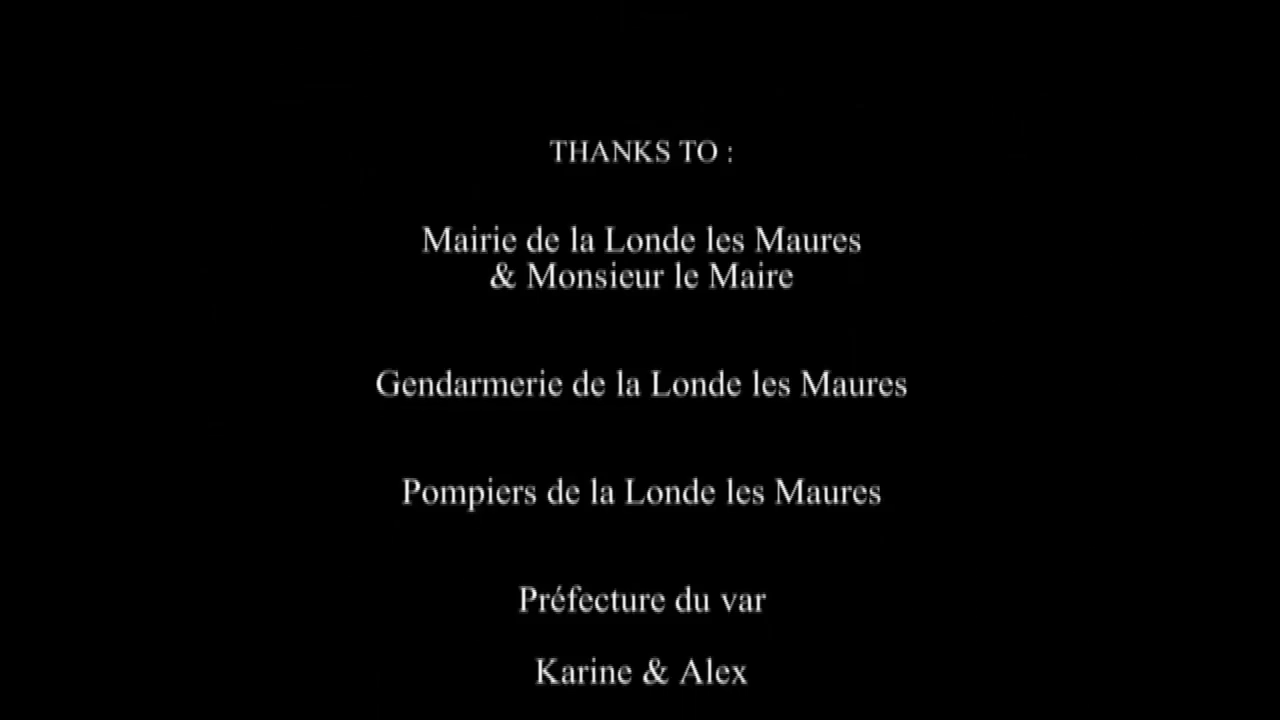 THANKS TO :
Mairie de la Londe les Maures
& Monsieur le Maire
Gendarmerie de la Londe les Maures
Pompiers de la Londe les Maures
Préfecture du var
Karine & Alex